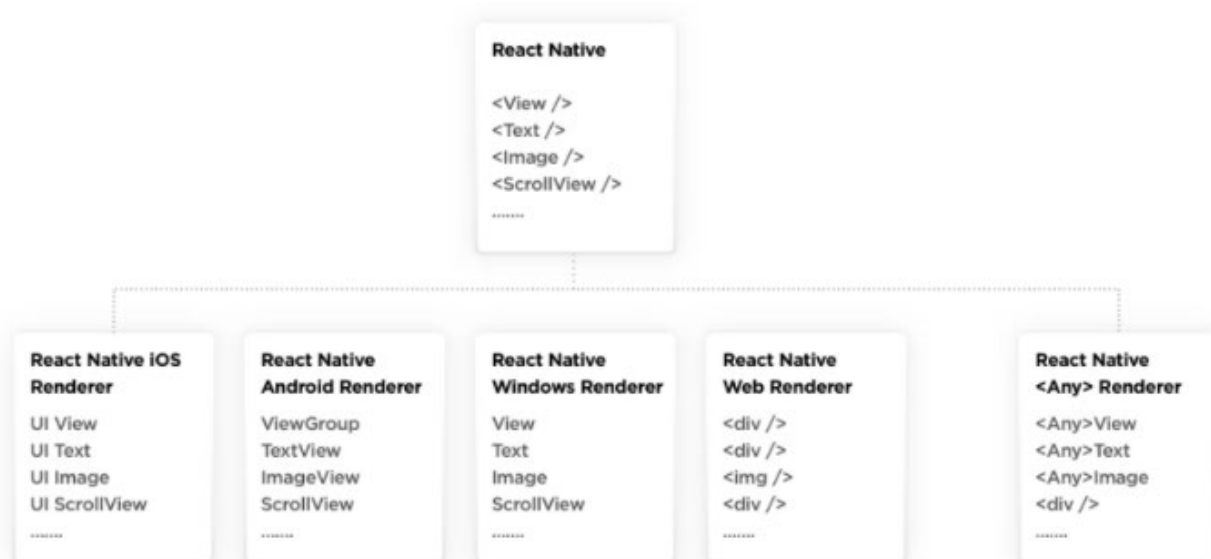 React Native
<View />
<Text />
<Image />
<ScrollView />
.......
React Native iOS
Renderer
UI View
UI Text
UI Image
UI ScrollView
.......
React Native
Android Renderer
ViewGroup
TextView
ImageView
ScrollView
.......
React Native
Windows Renderer
View
Text
Image
ScrollView
.......
React Native
Web Renderer
<div />
<div />
<img />
<div />
.......
React Native
<Any> Renderer
<Any>View
<Any>Text
<Any>Image
<div />
.......